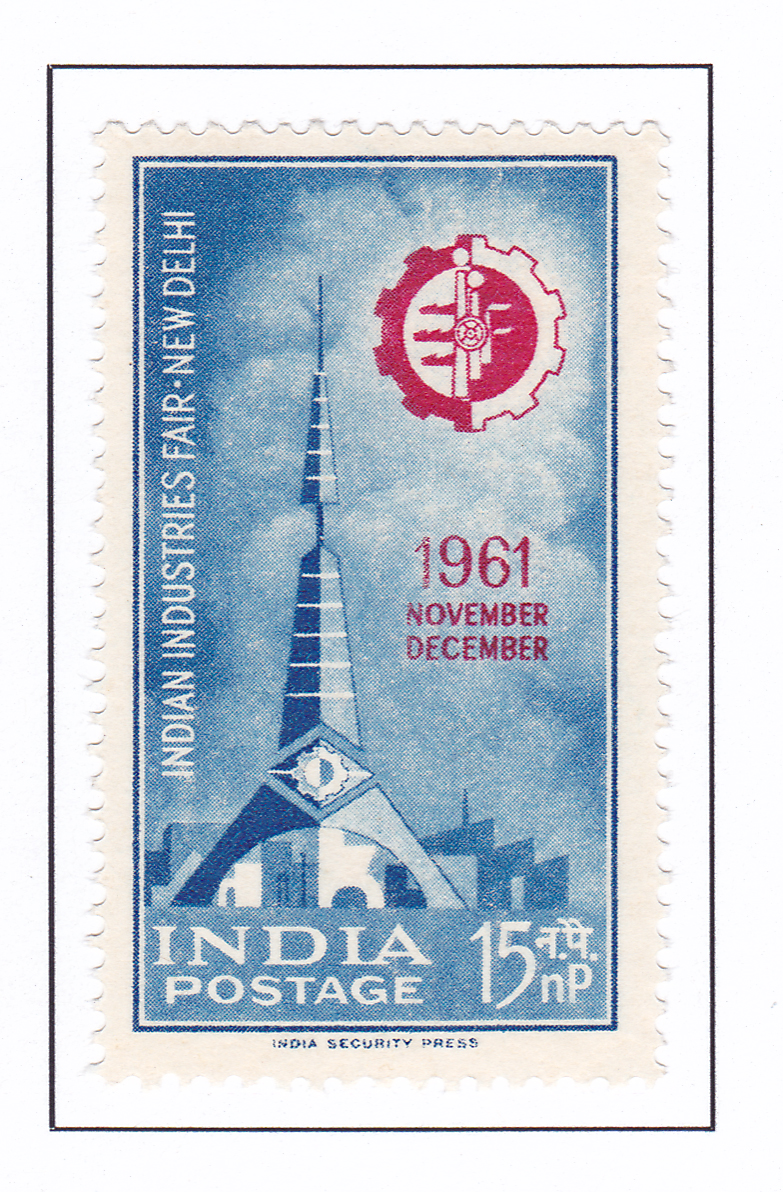 INDIAN INDUSTRIES FAIR·NEW DELHI
1961
NOVEMBER
DECEMBER
INDIA
POSTAGE
15 न.पै.
nP
INDIA SECURITY PRESS